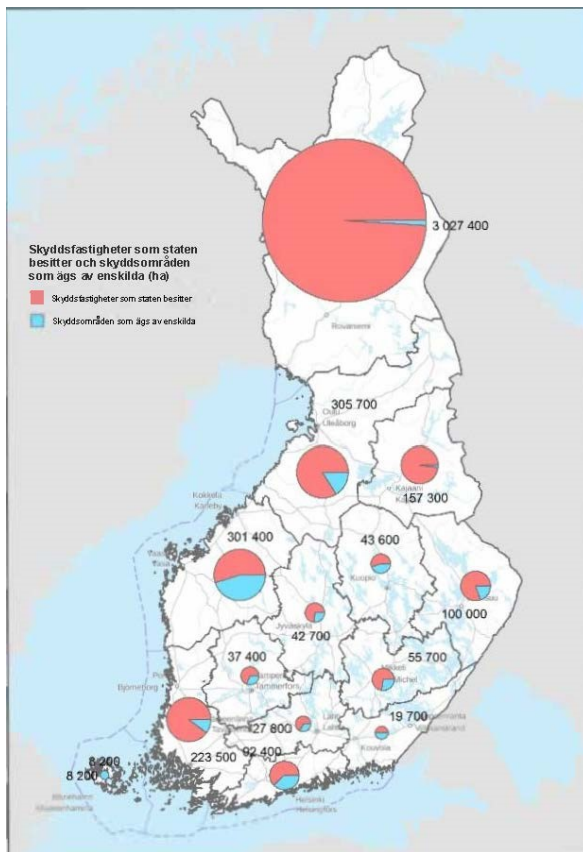 3 027 400
Skyddsfastigheter som staten
besitter och skyddsområden
som ägs av enskilda (ha)
Skyddsfastigheter som staten besitter
Skyddsområden som ägs av enskilda
Rovaniemi
305 700
Oulu
Uleåborg
Kajaani
157 300
Kokkola
Karleby
301 400
43 600
Kuopio
100 000
Jyväskylä
42 700
55 700
Mikkeli
Michel
37 400
Tammerfors
Björneborg
19 700
Kouvola
127 800
223 500
92 400
8 200
8 200
Helsinki
Helsingfors